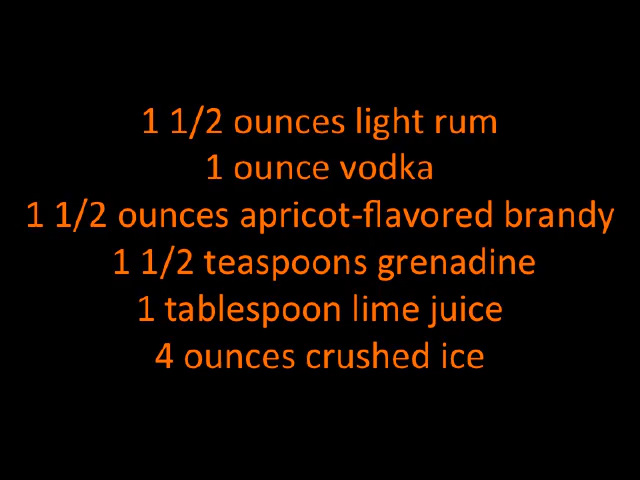 1 1/2 ounces light rum
1 ounce vodka
1 1/2 ounces apricot-flavored brandy
1 1/2 teaspoons grenadine
1 tablespoon lime juice
4 ounces crushed ice